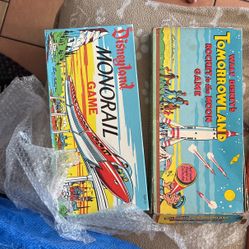 Disneyland
MONORAIL
GAME
WALT DISNEY'S
TOMORROWLAND
ROCKET to the MOON
GAME